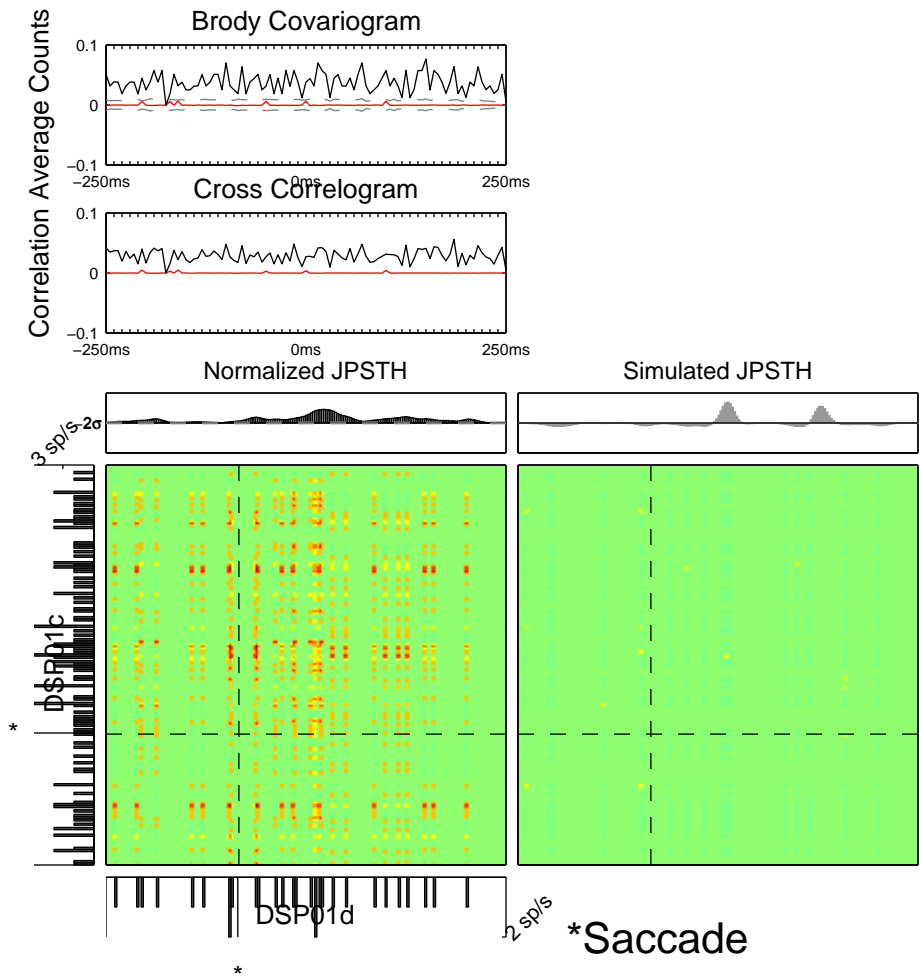 Brody Covariogram
Correlation Average Counts
0.1
0
−0.1
−250ms
0ms
250ms
Cross Correlogram
0.1
0
−0.1
−250ms
0ms
250ms
Normalized JPSTH
Simulated JPSTH
2σ
3 sp/s
DSP01c
*
DSP01d
2 sp/s
*
*Saccade